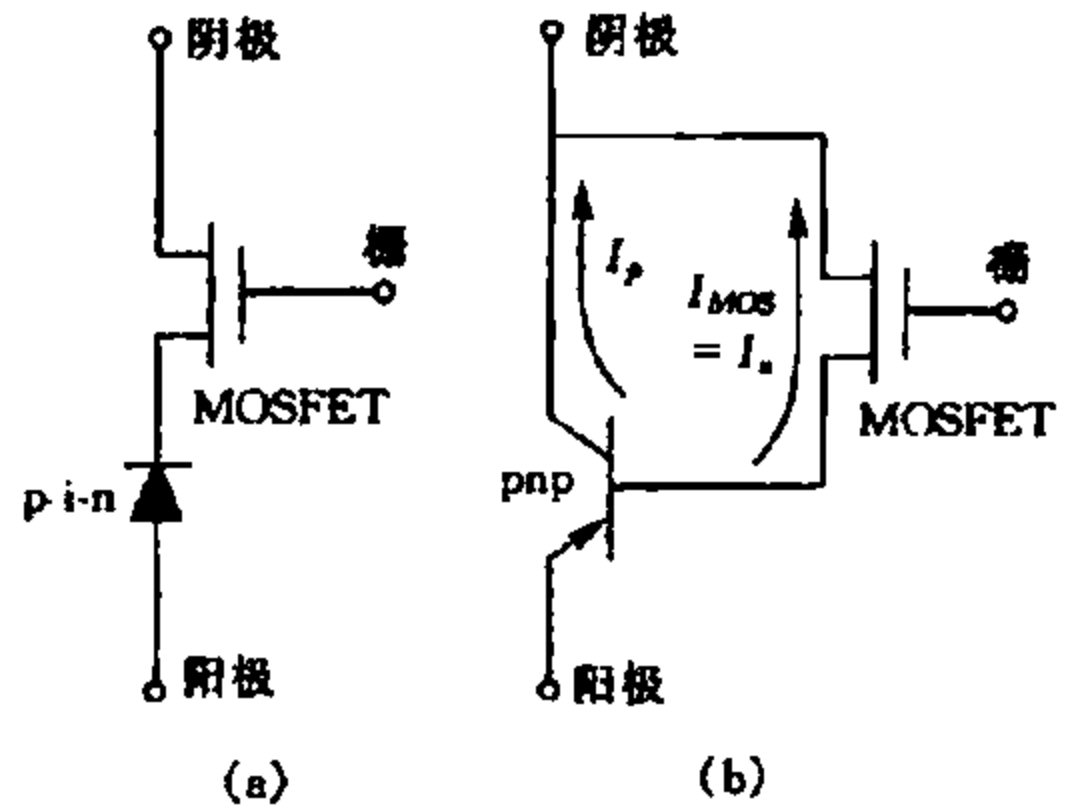 阴极
栅
MOSFET
p-i-n
阳极
(a)
阴极
I_p
I_MOS
= I_n
栅
MOSFET
pnp
阳极
(b)